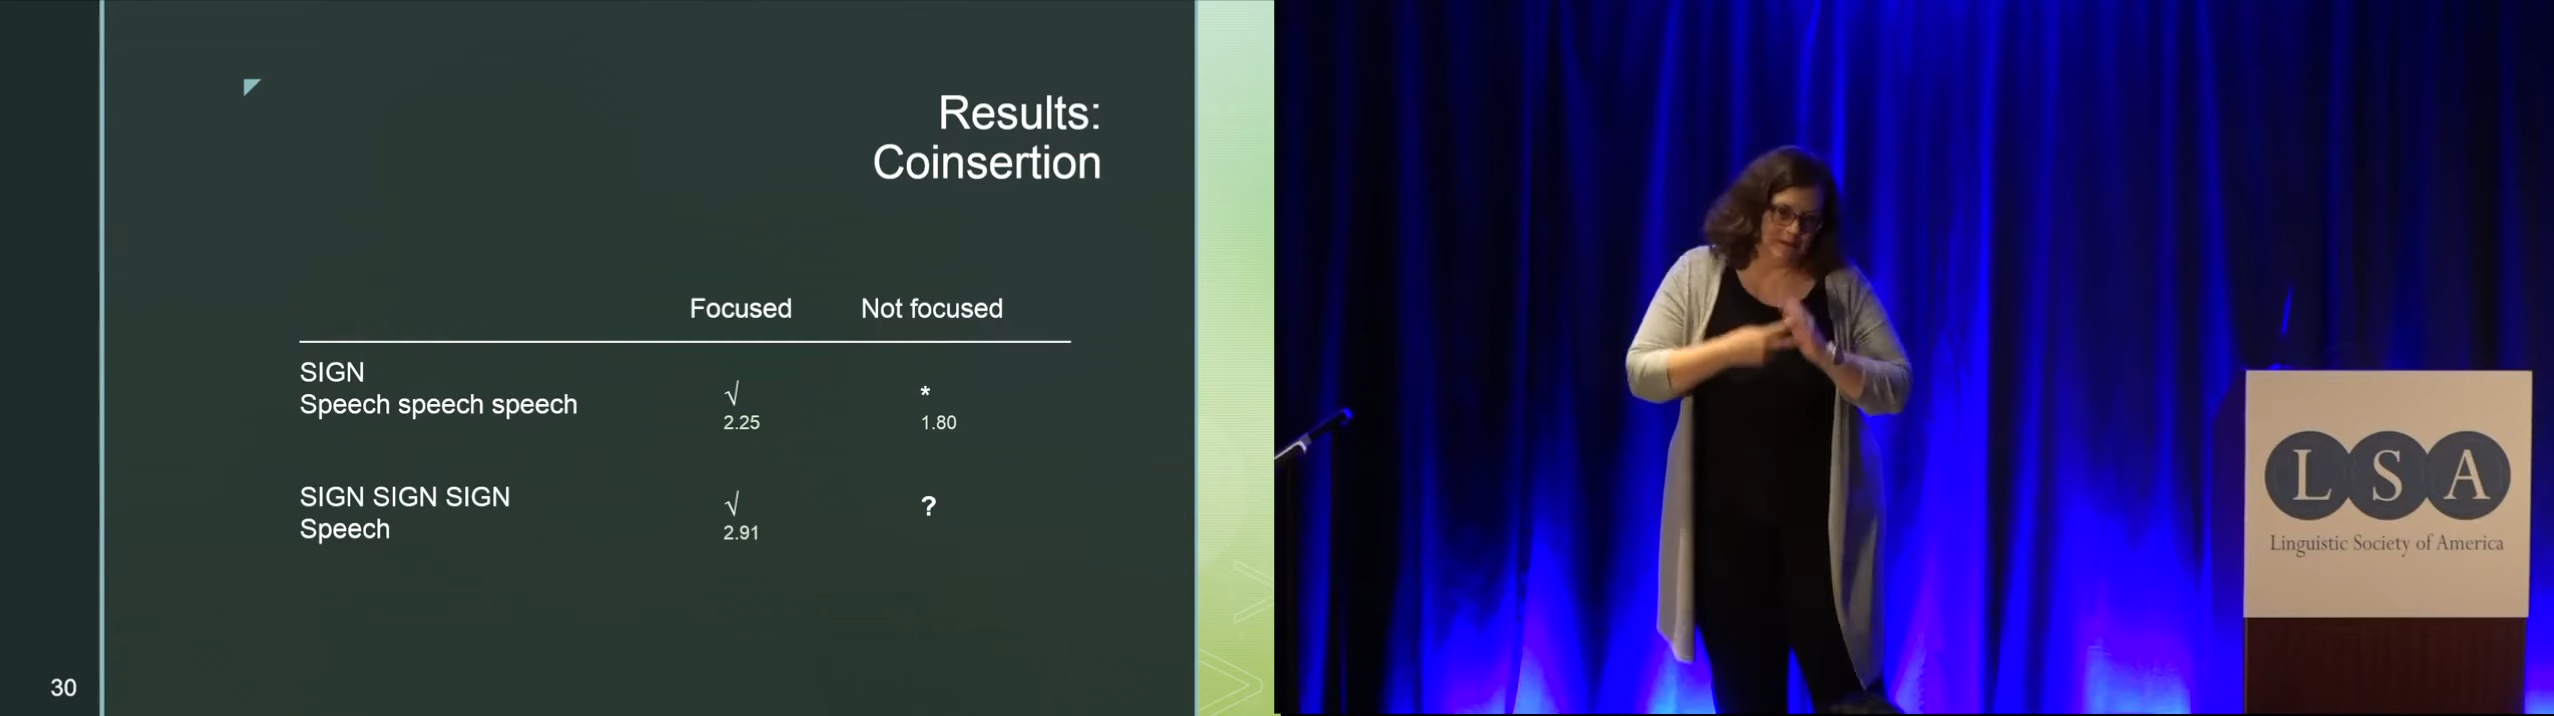 Results:
Coinsertion
Focused Not focused
SIGN
Speech speech speech
√ *
2.25 1.80
SIGN SIGN SIGN
Speech
√ ?
2.91
30
LSA
Linguistic Society of America